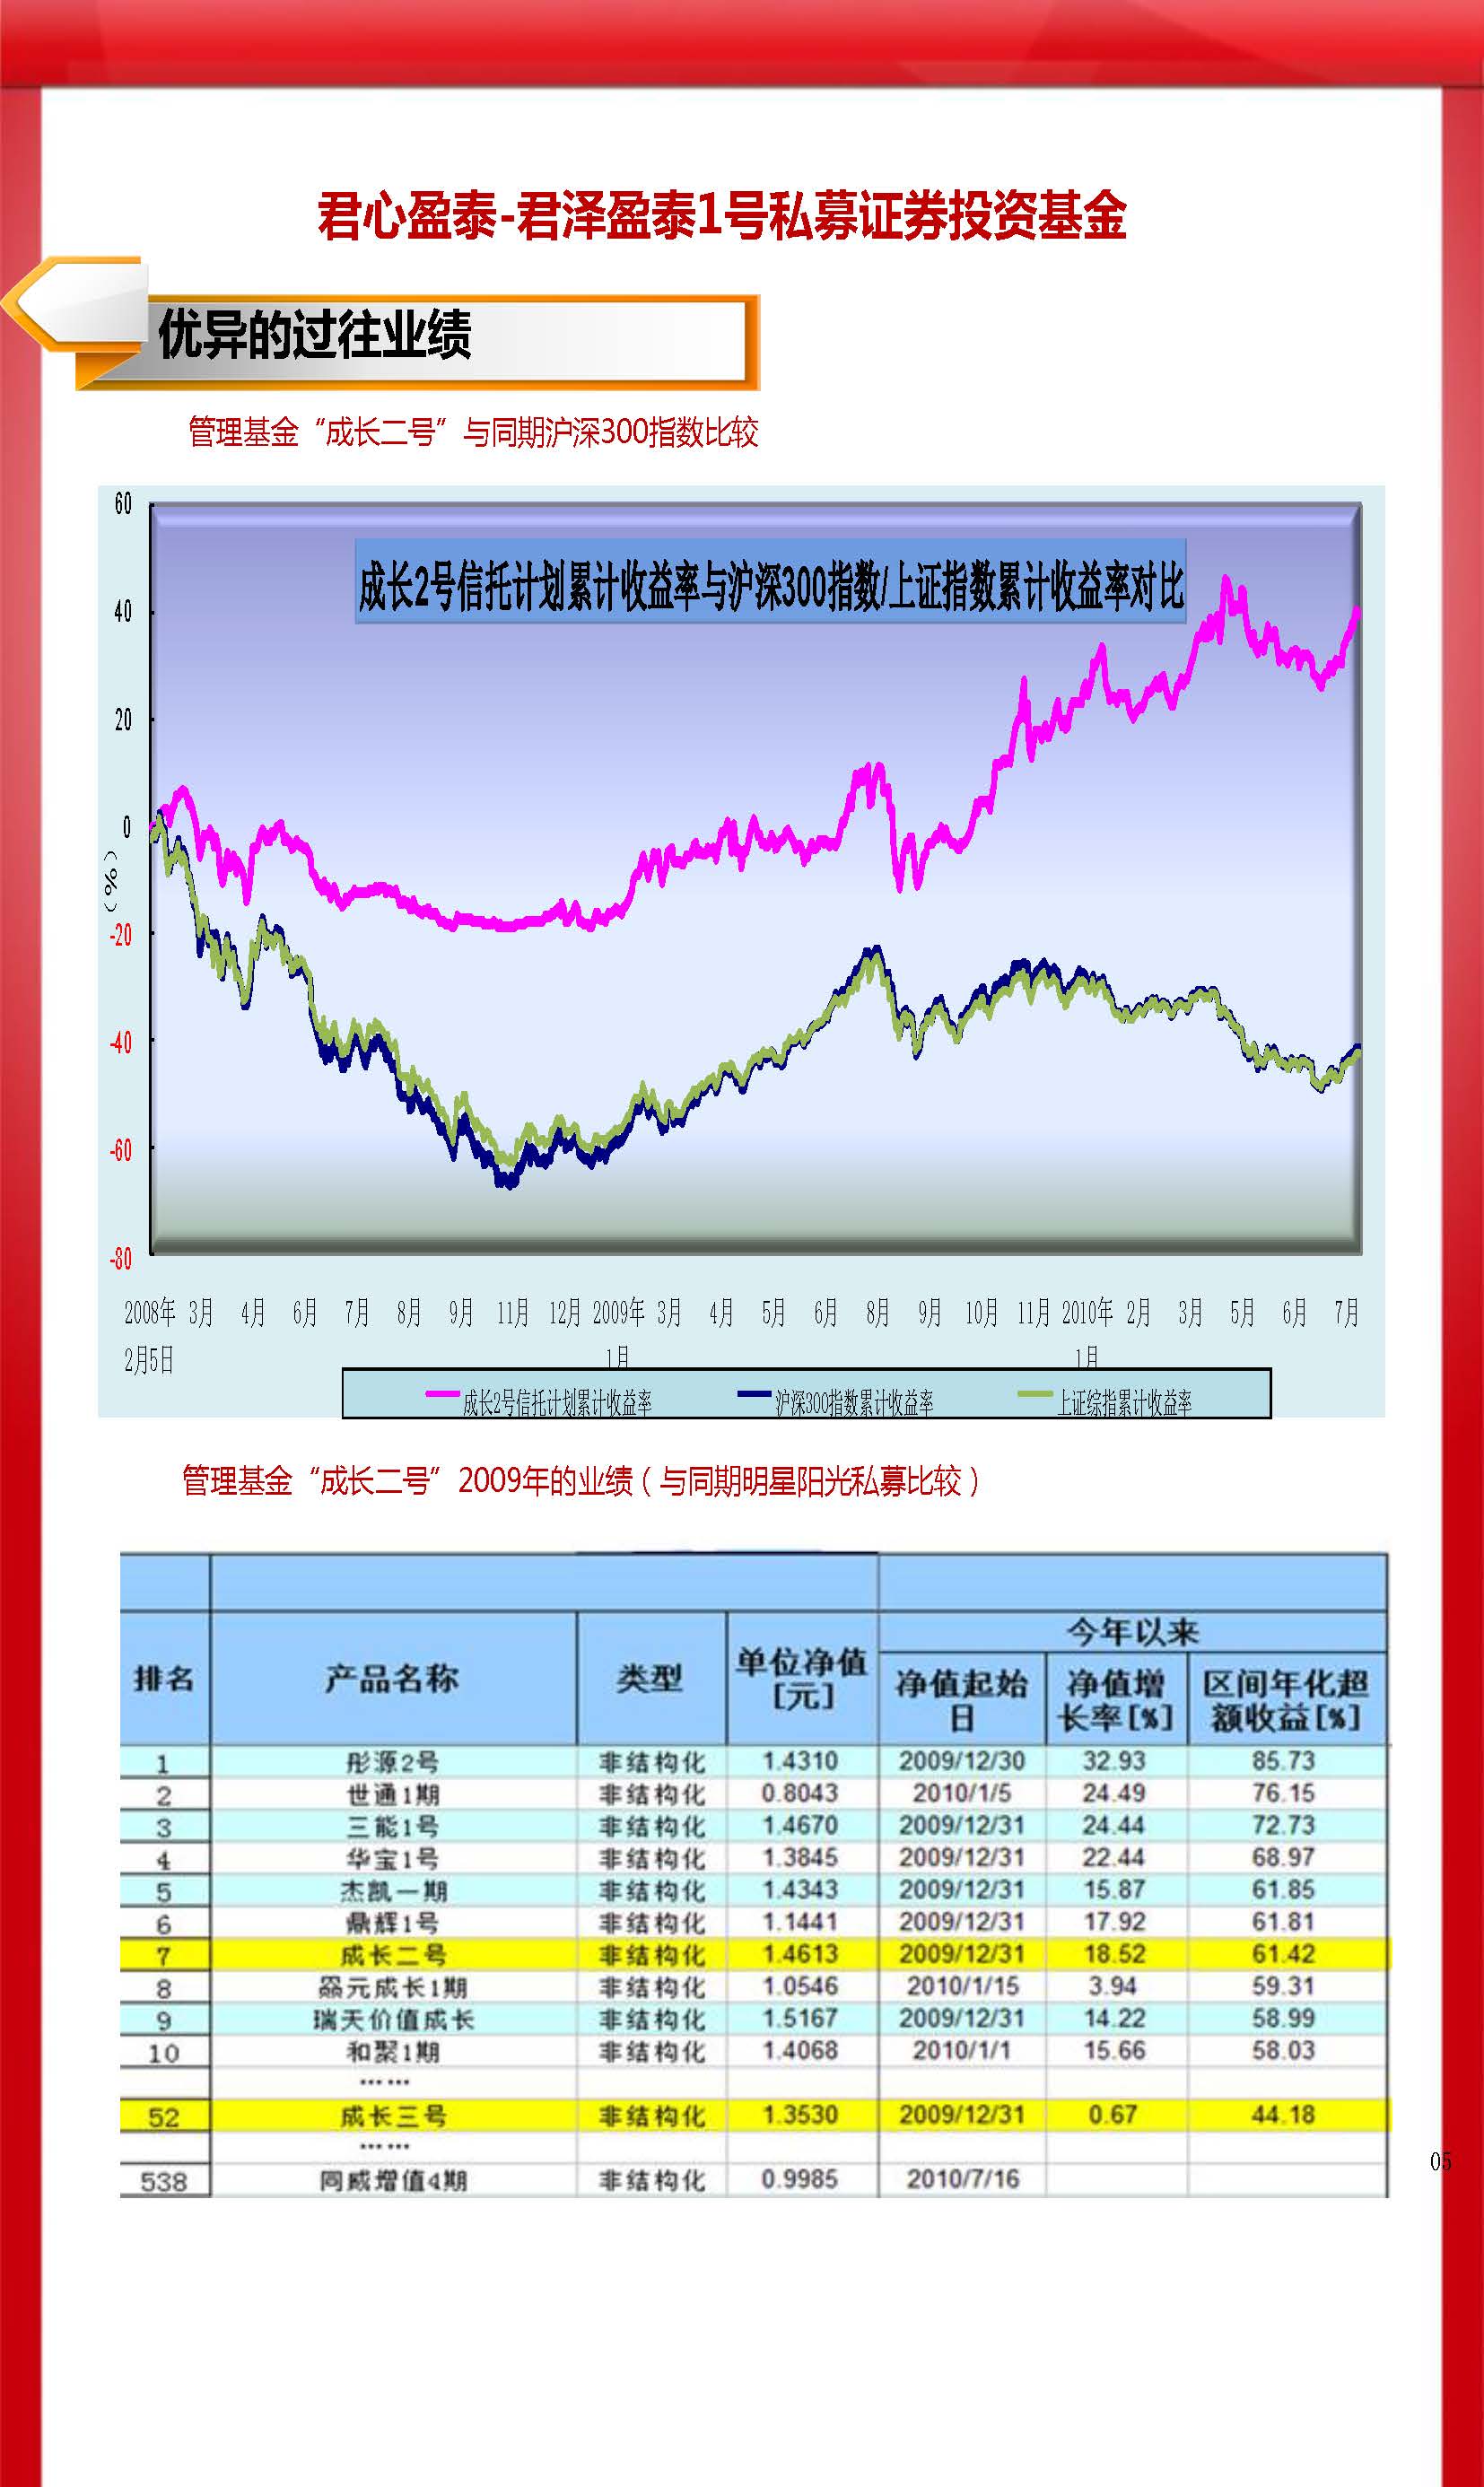 君心盈泰-君泽盈泰1号私募证券投资基金
优异的过往业绩
管理基金“成长二号”与同期沪深300指数比较
成长2号信托计划累计收益率与沪深300指数/上证指数累计收益率对比
60
40
20
0
-20
-40
-60
-80
（%）
2008年 3月 4月 6月 7月 8月 9月 11月 12月 2009年 3月 4月 5月 6月 8月 9月 10月 11月 2010年 2月 3月 5月 6月 7月
2月5日 1月 1月
成长2号信托计划累计收益率 沪深300指数累计收益率 上证综指累计收益率
管理基金“成长二号”2009年的业绩（与同期明星阳光私募比较）
今年以来
排名 产品名称 类型 单位净值[元] 净值起始日 净值增长率[%] 区间年化超额收益[%]
1 彤源2号 非结构化 1.4310 2009/12/30 32.93 85.73
2 世通1期 非结构化 0.8043 2010/1/5 24.49 76.15
3 三能1号 非结构化 1.4670 2009/12/31 24.44 72.73
4 华宝1号 非结构化 1.3845 2009/12/31 22.44 68.97
5 杰凯一期 非结构化 1.4343 2009/12/31 15.87 61.85
6 鼎辉1号 非结构化 1.1441 2009/12/31 17.92 61.81
7 成长二号 非结构化 1.4613 2009/12/31 18.52 61.42
8 元成长1期 非结构化 1.0546 2010/1/15 3.94 59.31
9 瑞天价值成长 非结构化 1.5167 2009/12/31 14.22 58.99
10 和聚1期 非结构化 1.4068 2010/1/1 15.66 58.03
……
52 成长三号 非结构化 1.3530 2009/12/31 0.67 44.18
……
538 同威增值4期 非结构化 0.9985 2010/7/16
05